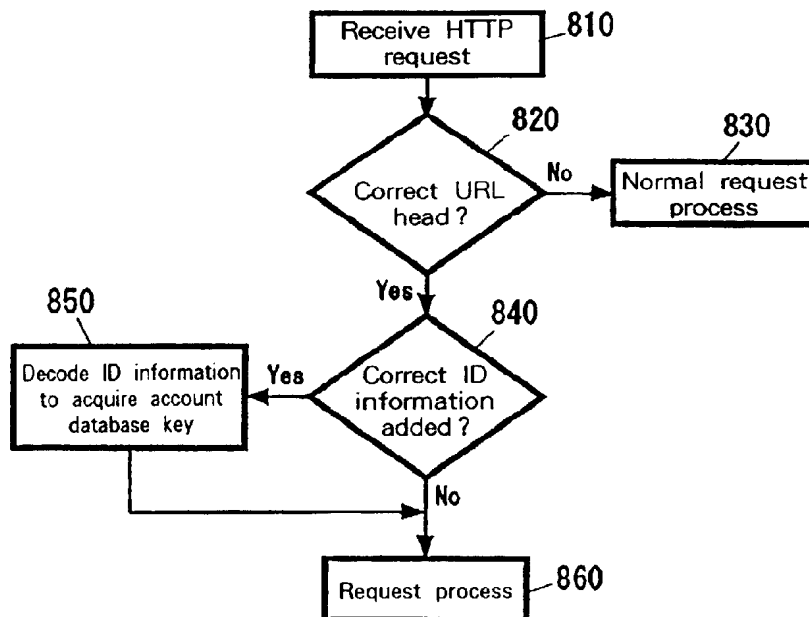 Receive HTTP
request
810
820
Correct URL
head ?
No
830
Normal request
process
Yes
840
Correct ID
information
added ?
Yes
850
Decode ID information
to acquire account
database key
No
Request process
860